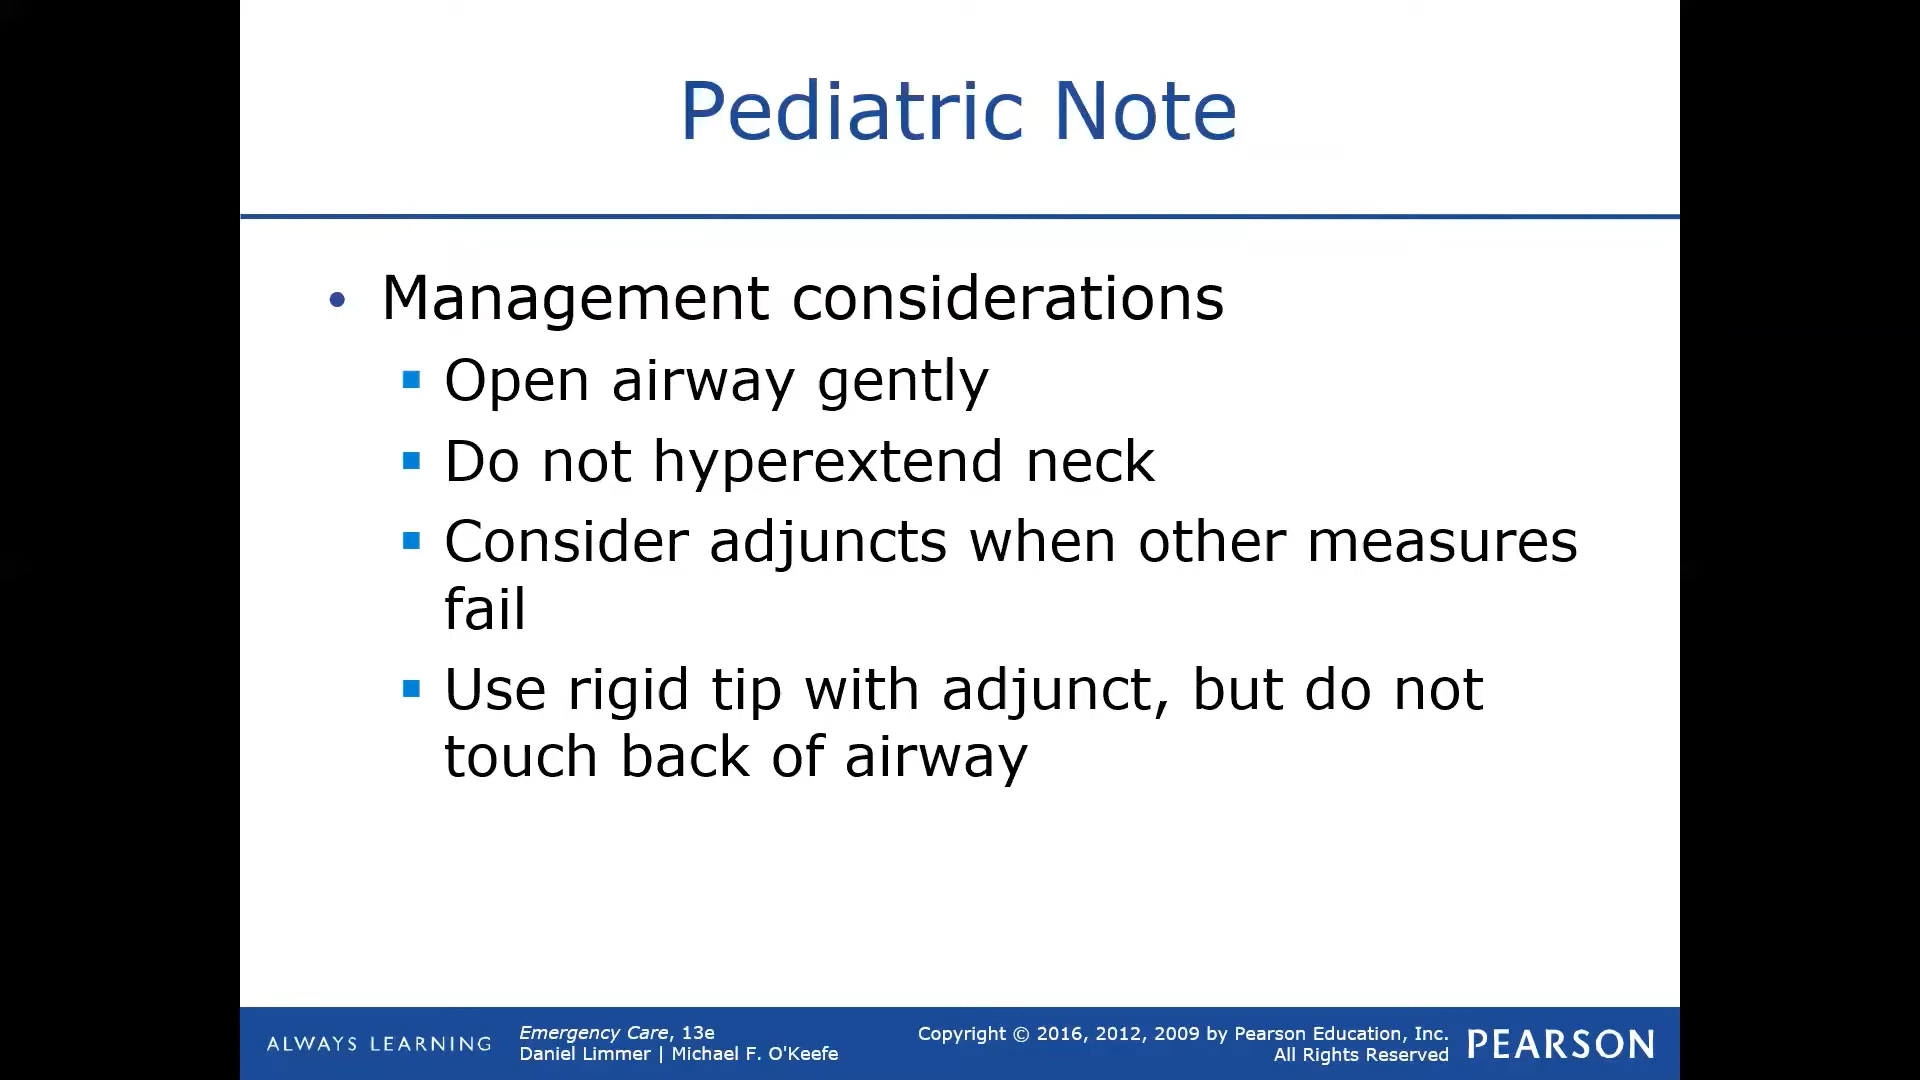 Pediatric Note
• Management considerations
▪ Open airway gently
▪ Do not hyperextend neck
▪ Consider adjuncts when other measures
fail
▪ Use rigid tip with adjunct, but do not
touch back of airway
ALWAYS LEARNING
Emergency Care, 13e
Daniel Limmer | Michael F. O'Keefe
Copyright © 2016, 2012, 2009 by Pearson Education, Inc.
All Rights Reserved
PEARSON